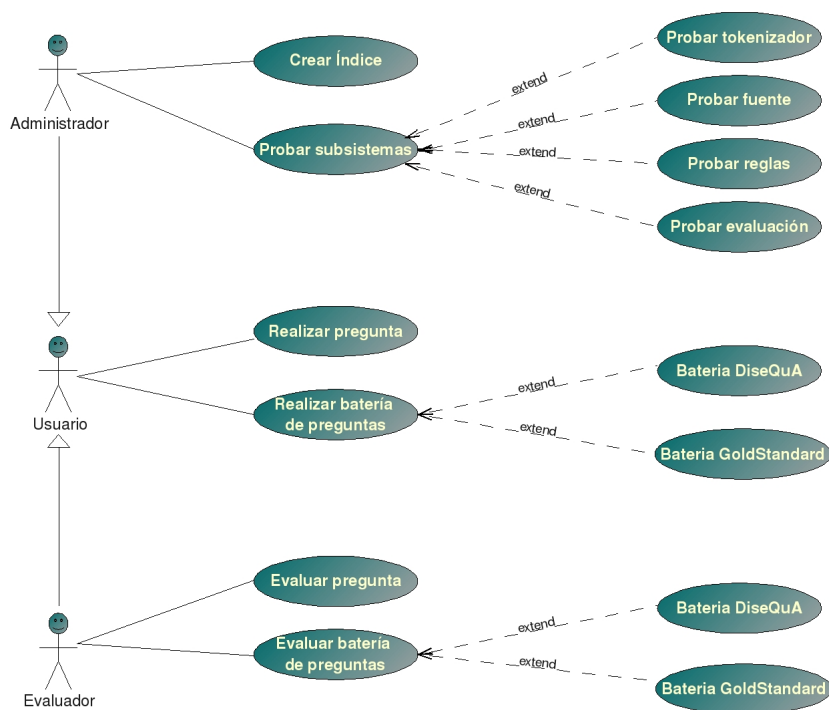 Probar tokenizador
Crear Índice
extend
Probar fuente
extend
Administrador
Probar subsistemas
extend
Probar reglas
extend
Probar evaluación
Realizar pregunta
Bateria DiseQuA
extend
Usuario
Realizar batería
de preguntas
extend
Bateria GoldStandard
Evaluar pregunta
Bateria DiseQuA
extend
Evaluar batería
de preguntas
extend
Bateria GoldStandard
Evaluador